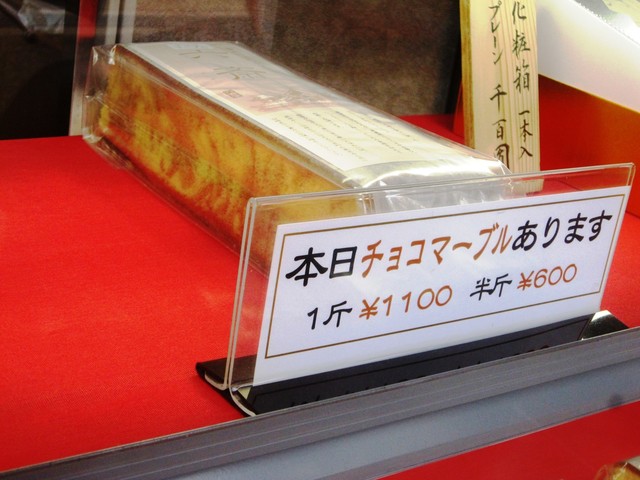 化粧箱 一本入
プレーン 千百円
本日チョコマーブルあります
1斤 ¥1100 半斤 ¥600